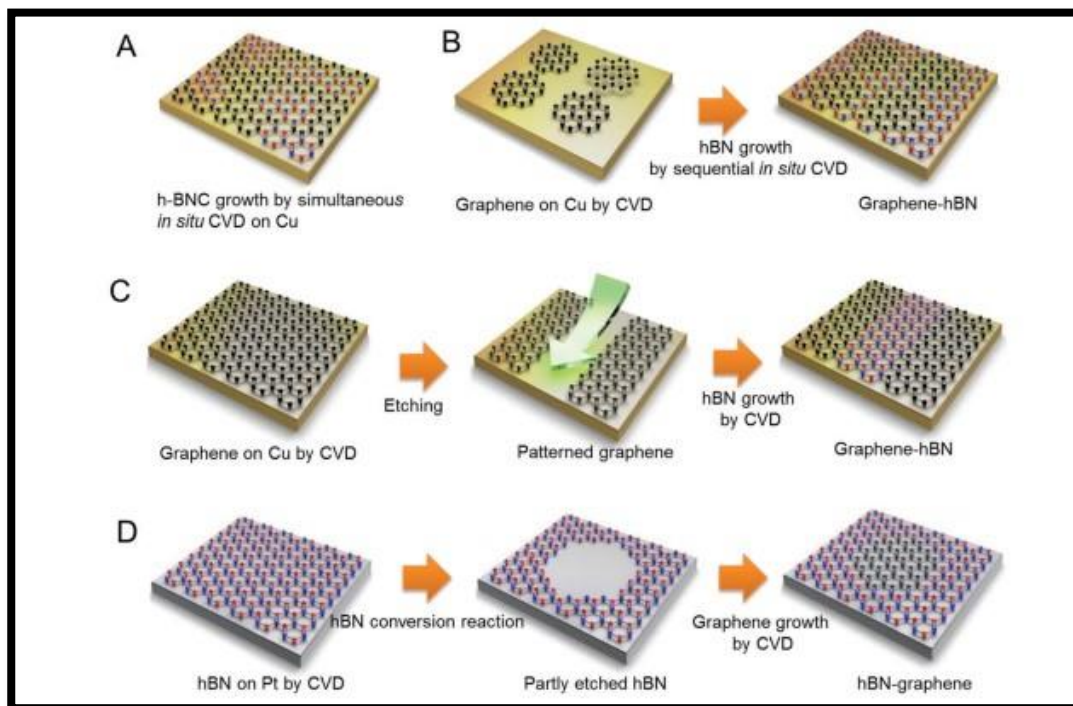 A
h-BNC growth by simultaneous
in situ CVD on Cu
B
Graphene on Cu by CVD
hBN growth
by sequential in situ CVD
Graphene-hBN
C
Graphene on Cu by CVD
Etching
Patterned graphene
hBN growth
by CVD
Graphene-hBN
D
hBN on Pt by CVD
hBN conversion reaction
Partly etched hBN
Graphene growth
by CVD
hBN-graphene